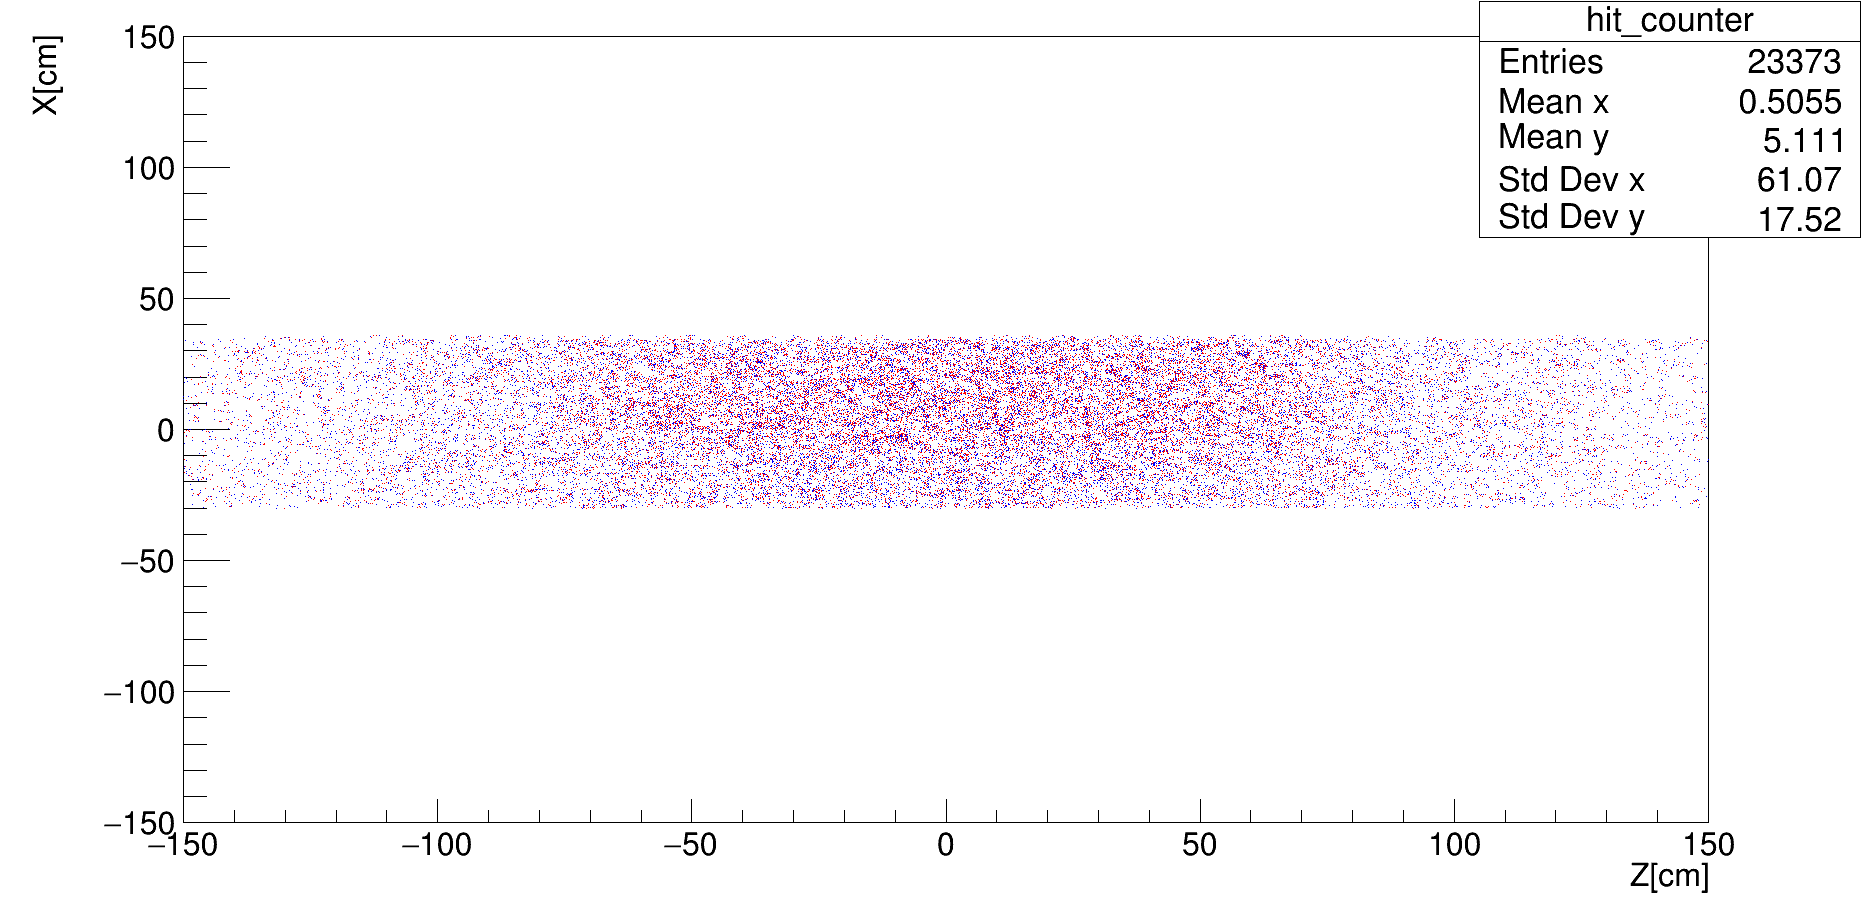 hit_counter
Entries 23373
Mean x 0.5055
Mean y 5.111
Std Dev x 61.07
Std Dev y 17.52
X[cm]
150
100
50
0
−50
−100
−150
−150 −100 −50 0 50 100 150
Z[cm]